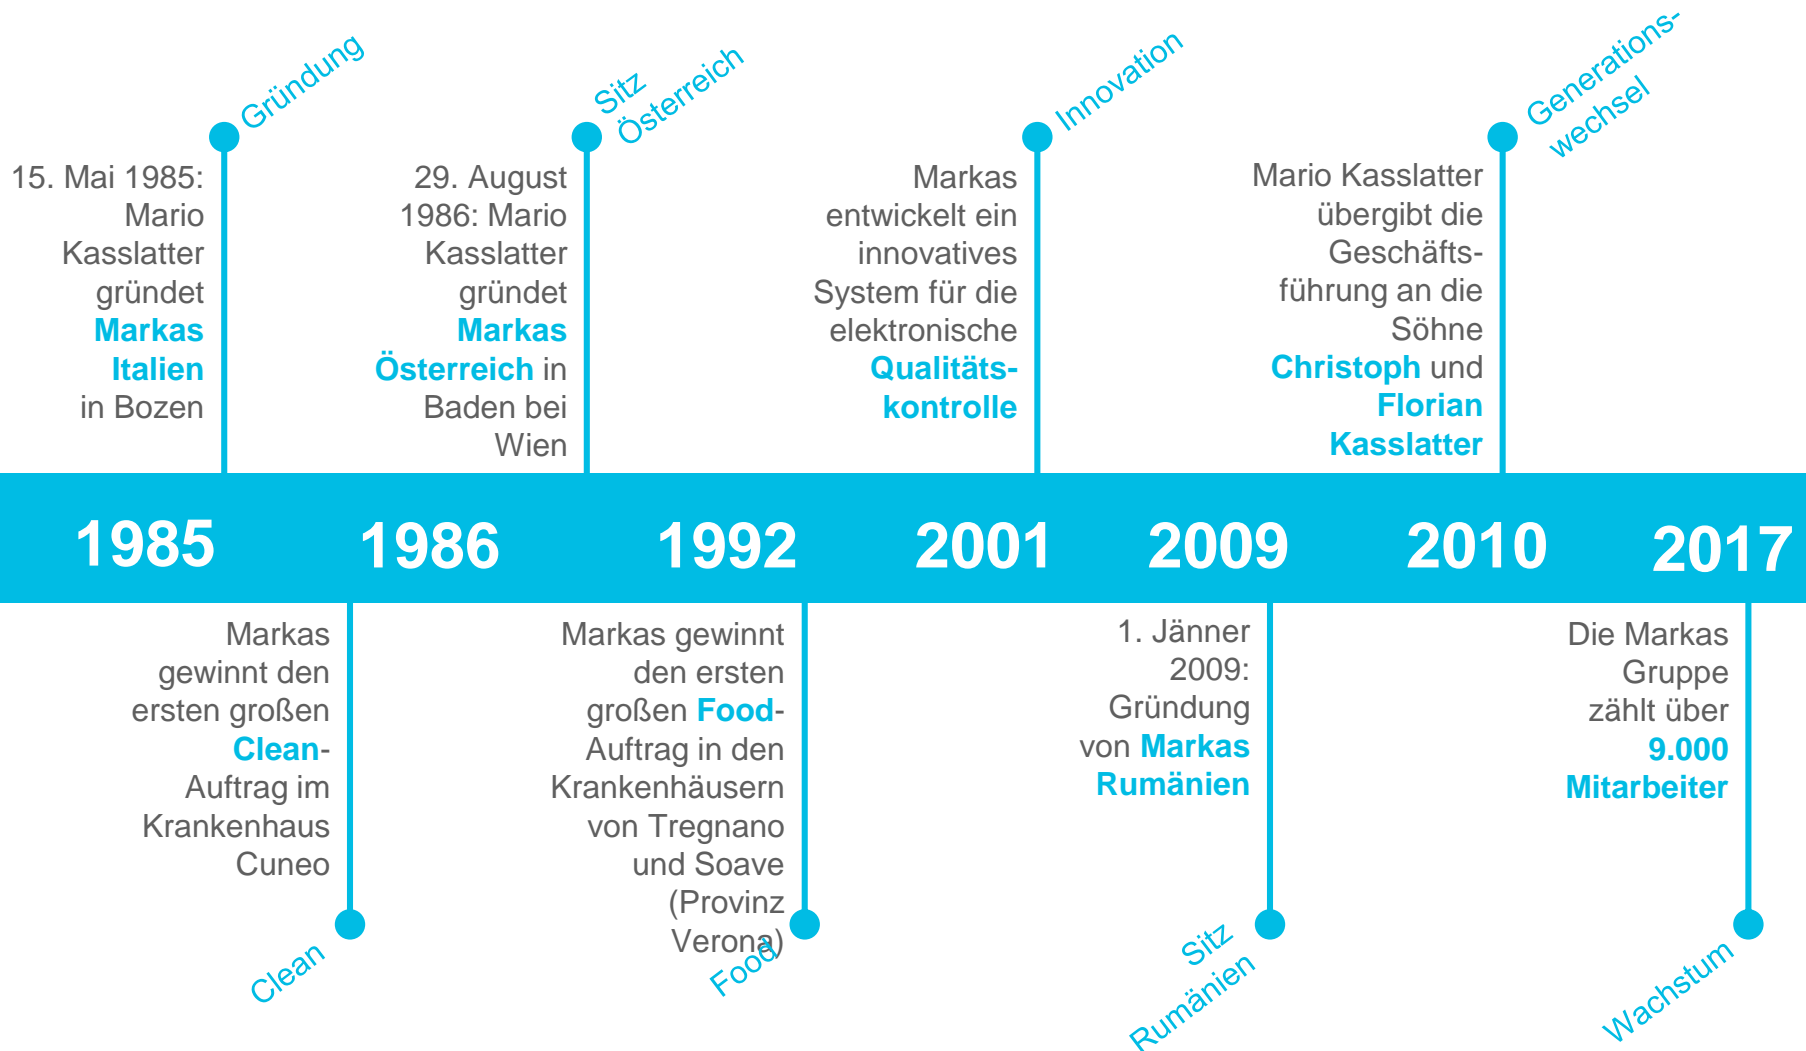 Gründung
15. Mai 1985:
Mario
Kasslatter
gründet
Markas
Italien
in Bozen
Sitz
Österreich
29. August
1986: Mario
Kasslatter
gründet
Markas
Österreich in
Baden bei
Wien
Innovation
Markas
entwickelt ein
innovatives
System für die
elektronische
Qualitäts-
kontrolle
Generations-
wechsel
Mario Kasslatter
übergibt die
Geschäfts-
führung an die
Söhne
Christoph und
Florian
Kasslatter
1985 1986 1992 2001 2009 2010 2017
Markas
gewinnt den
ersten großen
Clean-
Auftrag im
Krankenhaus
Cuneo
Clean
Markas gewinnt
den ersten
großen Food-
Auftrag in den
Krankenhäusern
von Tregnano
und Soave
(Provinz
Verona)
Food
1. Jänner
2009:
Gründung
von Markas
Rumänien
Sitz
Rumänien
Die Markas
Gruppe
zählt über
9.000
Mitarbeiter
Wachstum